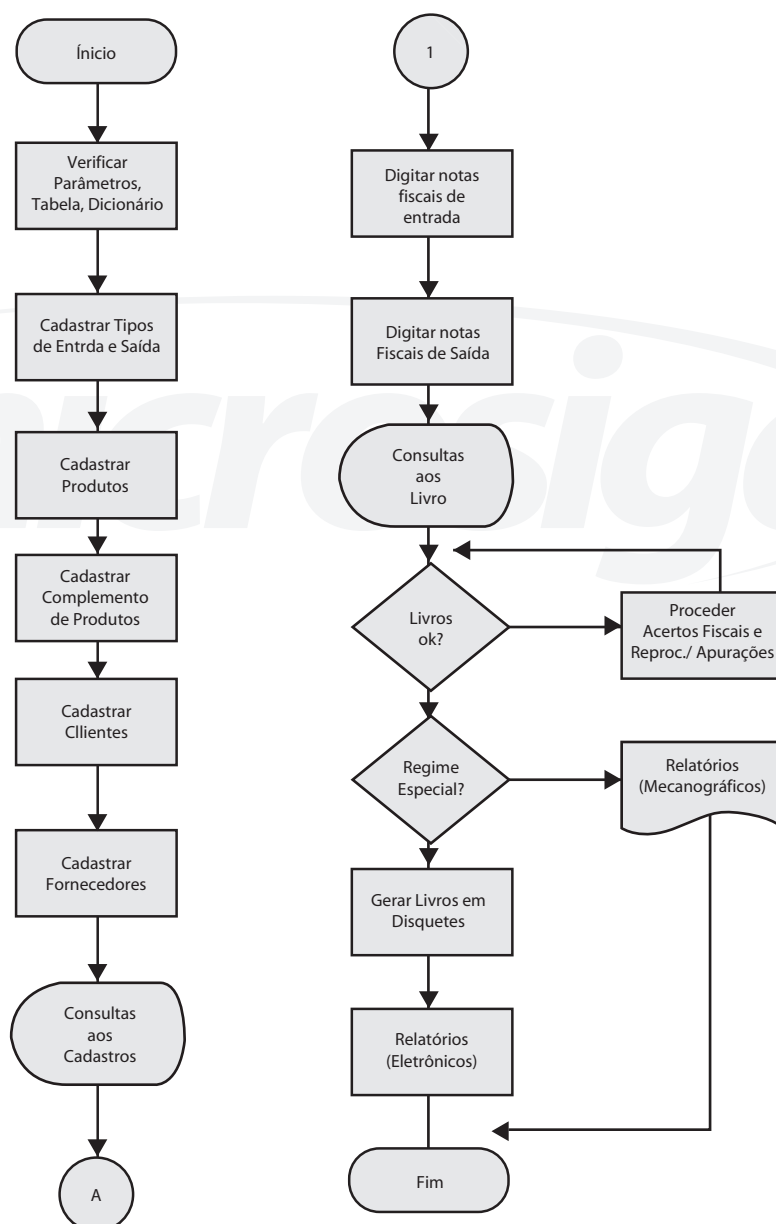 Ínicio
Verificar
Parâmetros,
Tabela, Dicionário
Cadastrar Tipos
de Entrda e Saída
Cadastrar
Produtos
Cadastrar
Complemento
de Produtos
Cadastrar
Cllientes
Cadastrar
Fornecedores
Consultas
aos
Cadastros
A
1
Digitar notas
fiscais de
entrada
Digitar notas
Fiscais de Saída
Consultas
aos
Livro
Livros
ok?
Proceder
Acertos Fiscais e
Reproc./ Apurações
Regime
Especial?
Relatórios
(Mecanográficos)
Gerar Livros em
Disquetes
Relatórios
(Eletrônicos)
Fim